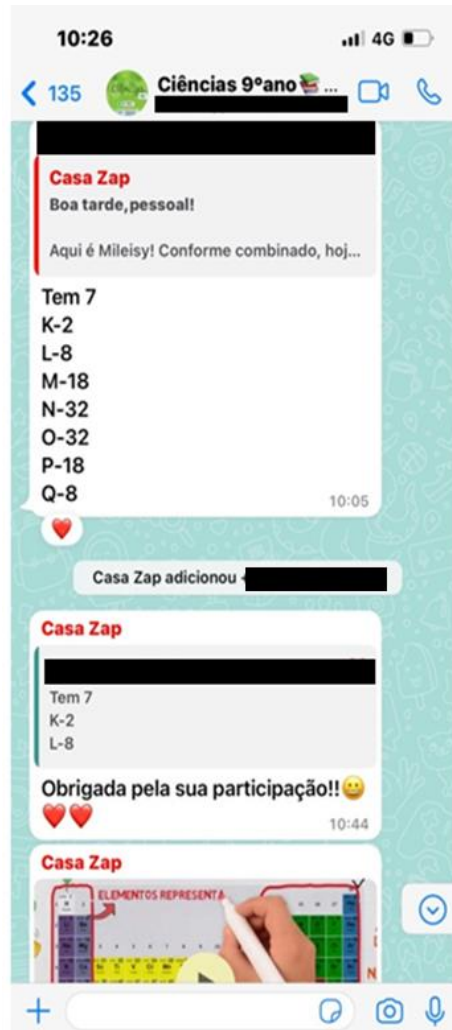 10:26
4G
135
Ciências 9ºano📚 ...
Casa Zap
Boa tarde,pessoal!
Aqui é Mileisy! Conforme combinado, hoj...
Tem 7
K-2
L-8
M-18
N-32
O-32
P-18
Q-8
10:05
Casa Zap adicionou
Casa Zap
Tem 7
K-2
L-8
Obrigada pela sua participação!!😀
❤️❤️
10:44
Casa Zap
ELEMENTOS REPRESENTA